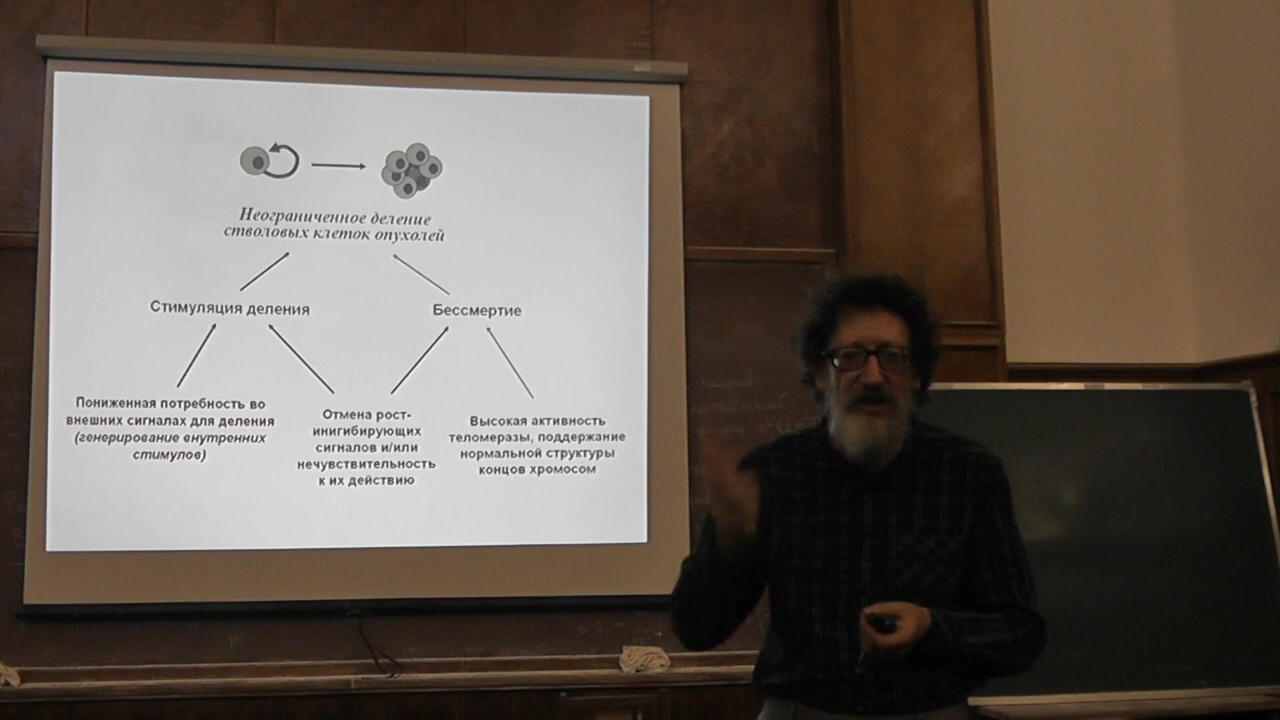 Неограниченное деление
стволовых клеток опухолей
Стимуляция деления
Бессмертие
Пониженная потребность во
внешних сигналах для деления
(генерирование внутренних
стимулов)
Отмена рост-
инигибирующих
сигналов и/или
нечувствительность
к их действию
Высокая активность
теломеразы, поддержание
нормальной структуры
концов хромосом